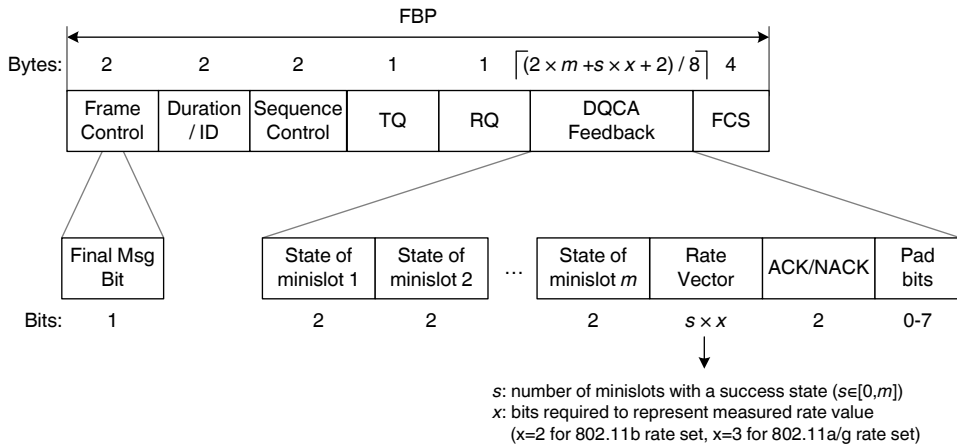 FBP
Bytes: 2 2 2 1 1 ⌈(2 × m +s × x + 2) / 8⌉ 4
Frame Control
Duration / ID
Sequence Control
TQ
RQ
DQCA Feedback
FCS
Final Msg Bit
State of minislot 1
State of minislot 2
...
State of minislot m
Rate Vector
ACK/NACK
Pad bits
Bits: 1 2 2 2 s × x 2 0-7
s: number of minislots with a success state (s∈[0,m])
x: bits required to represent measured rate value
(x=2 for 802.11b rate set, x=3 for 802.11a/g rate set)